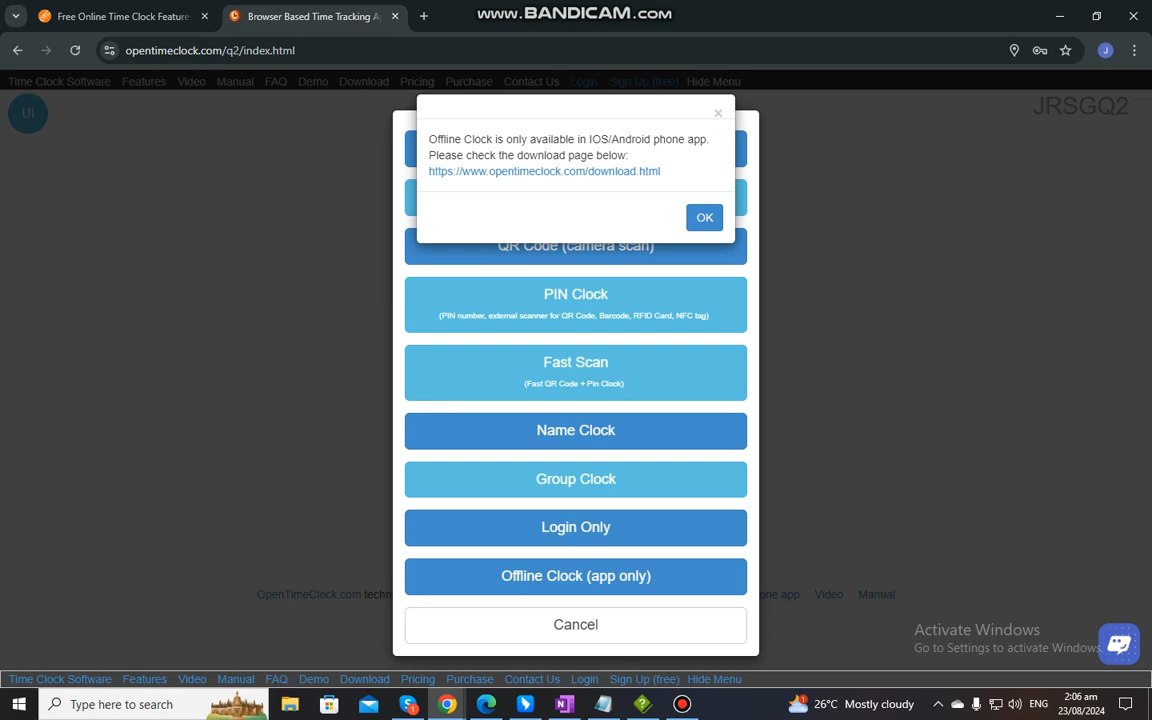 Free Online Time Clock Feature
Browser Based Time Tracking A
www.BANDICAM.com
opentimeclock.com/q2/index.html
J
Time Clock Software Features Video Manual FAQ Demo Download Pricing Purchase Contact Us Login Sign Up (free) Hide Menu
UI
JRSGQ2
×
Offline Clock is only available in IOS/Android phone app.
Please check the download page below:
https://www.opentimeclock.com/download.html
OK
QR Code (camera scan)
PIN Clock
(PIN number, external scanner for QR Code, Barcode, RFID Card, NFC tag)
Fast Scan
(Fast QR Code + Pin Clock)
Name Clock
Group Clock
Login Only
Offline Clock (app only)
OpenTimeClock.com techn one app Video Manual
Cancel
Activate Windows
Go to Settings to activate Windows.
Time Clock Software Features Video Manual FAQ Demo Download Pricing Purchase Contact Us Login Sign Up (free) Hide Menu
Type here to search
26°C Mostly cloudy
ENG
2:06 am
23/08/2024